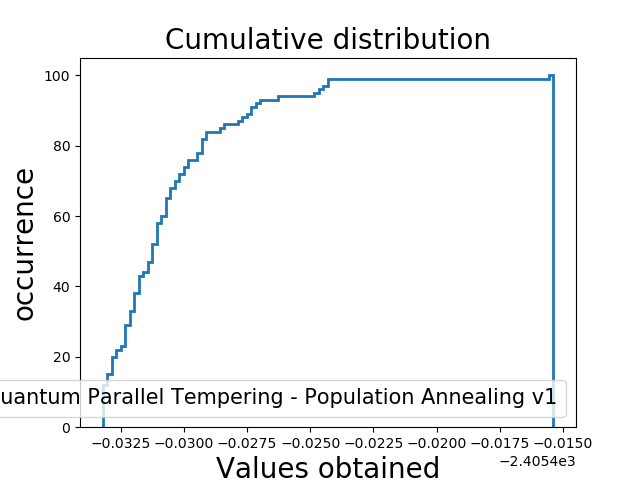 Cumulative distribution
100
80
60
40
20
0
occurrence
uantum Parallel Tempering - Population Annealing v1
−0.0325 −0.0300 −0.0275 −0.0250 −0.0225 −0.0200 −0.0175 −0.0150
−2.4054e3
Values obtained